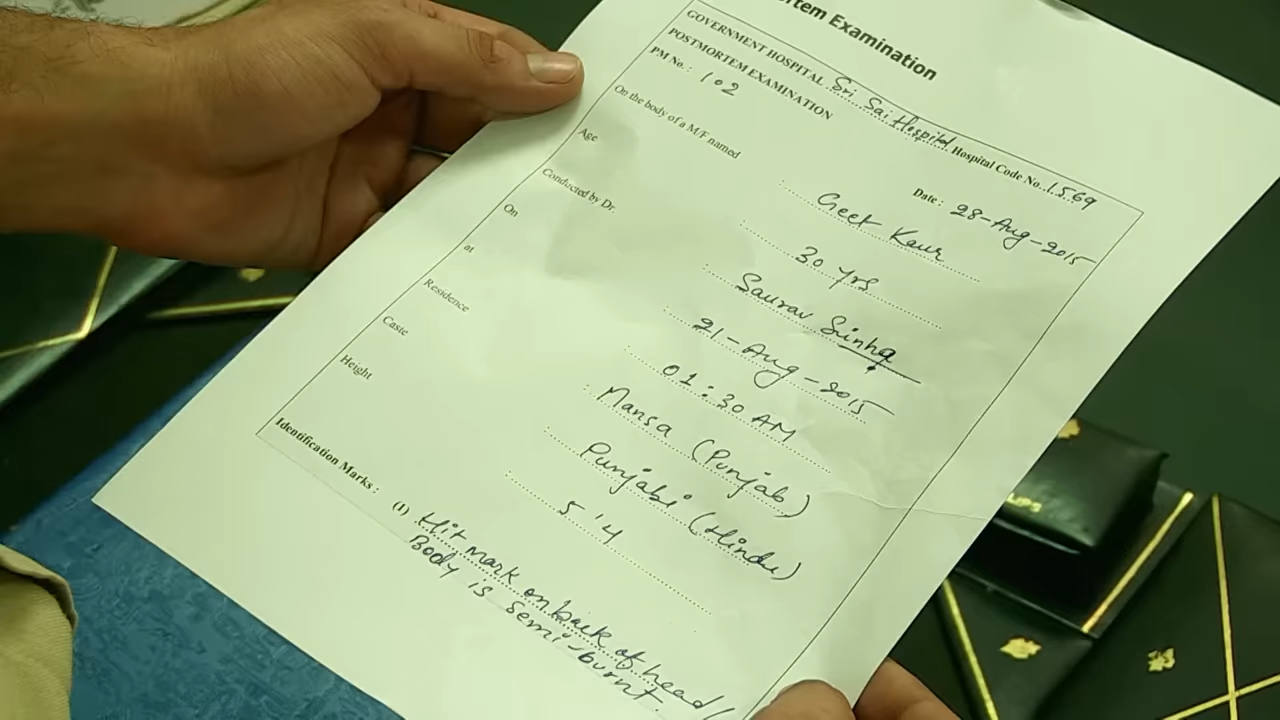 rtem Examination
GOVERNMENT HOSPITAL Sri Sai Hospital Hospital Code No. 1569
POSTMORTEM EXAMINATION
PM No.: 102
Date: 28-Aug-2015
On the body of a M/F named Geet Kaur
Age 30 yrs
Conducted by Dr. Saurav Sinha
On 21-Aug-2015
at 01:30 AM
Residence Mansa (Punjab)
Caste Punjabi (Hindu)
Height 5'4
Identification Marks: (1) Hit mark on back of head/
Body is semi-burnt.